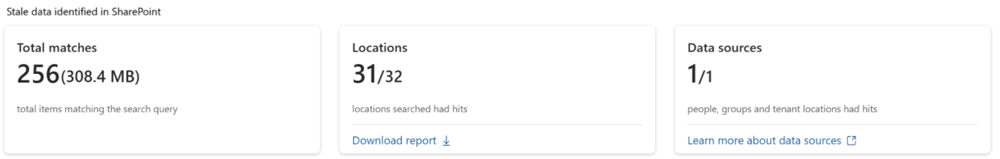 Stale data identified in SharePoint
Total matches
256(308.4 MB)
total items matching the search query
Locations
31/32
locations searched had hits
Download report
Data sources
1/1
people, groups and tenant locations had hits
Learn more about data sources